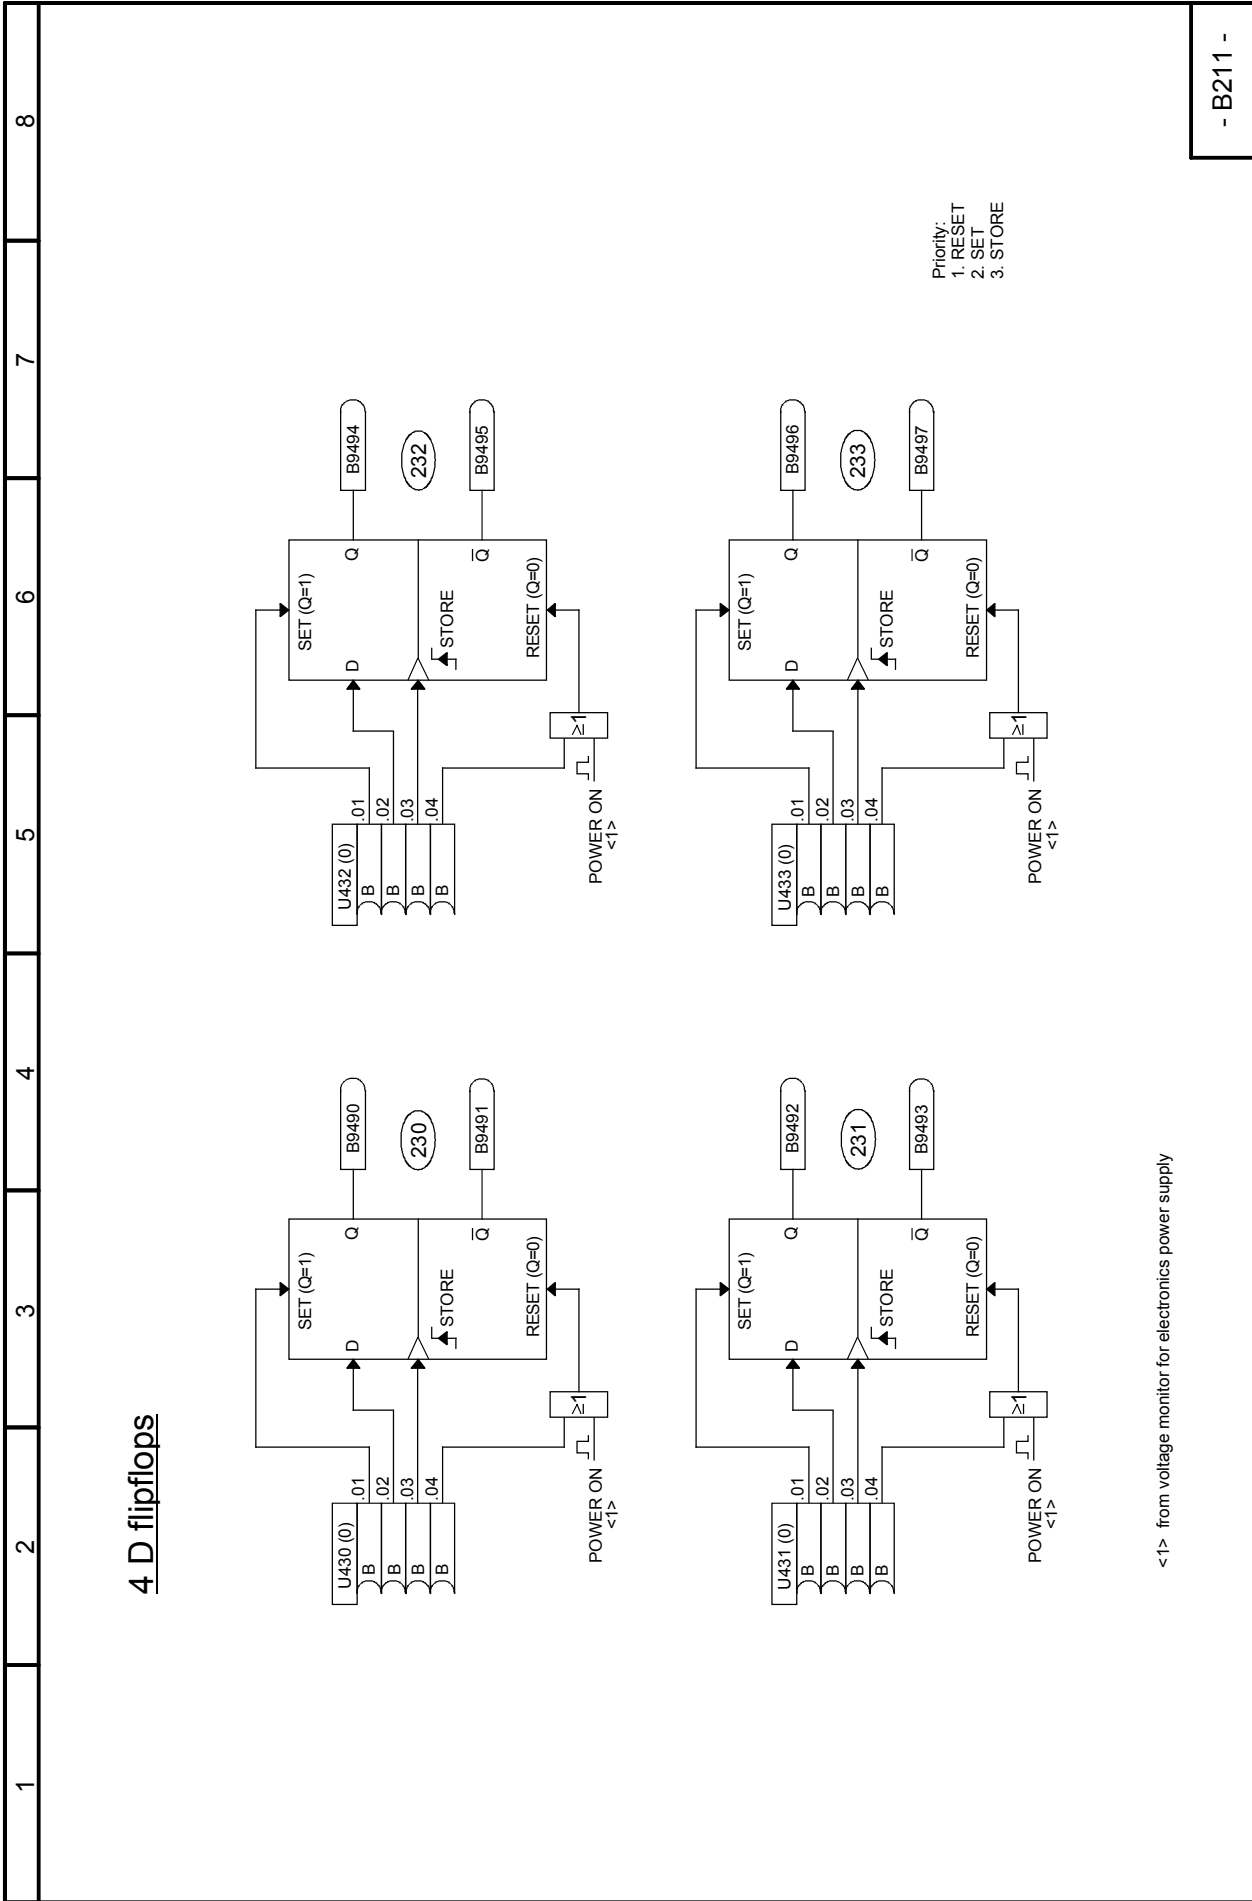 1 2 3 4 5 6 7 8
4 D flipflops
U430 (0)
B .01
B .02
B .03
B .04
SET (Q=1)
D Q
STORE
Q̅
RESET (Q=0)
≥1
POWER ON
<1>
B9490
230
B9491
U432 (0)
B .01
B .02
B .03
B .04
SET (Q=1)
D Q
STORE
Q̅
RESET (Q=0)
≥1
POWER ON
<1>
B9494
232
B9495
U431 (0)
B .01
B .02
B .03
B .04
SET (Q=1)
D Q
STORE
Q̅
RESET (Q=0)
≥1
POWER ON
<1>
B9492
231
B9493
U433 (0)
B .01
B .02
B .03
B .04
SET (Q=1)
D Q
STORE
Q̅
RESET (Q=0)
≥1
POWER ON
<1>
B9496
233
B9497
Priority:
1. RESET
2. SET
3. STORE
<1> from voltage monitor for electronics power supply
- B211 -